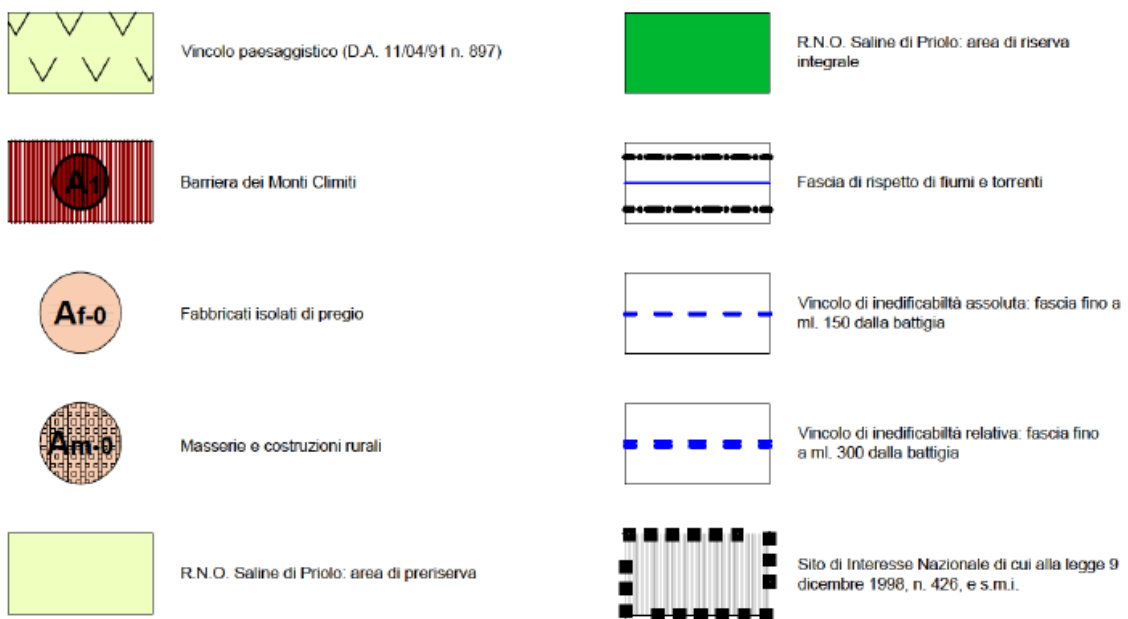 Vincolo paesaggistico (D.A. 11/04/91 n. 897)
A1
Barriera dei Monti Climiti
Af-0
Fabbricati isolati di pregio
Am-0
Masserie e costruzioni rurali
R.N.O. Saline di Priolo: area di preriserva
R.N.O. Saline di Priolo: area di riserva
integrale
Fascia di rispetto di fiumi e torrenti
Vincolo di inedificabiltà assoluta: fascia fino a
ml. 150 dalla battigia
Vincolo di inedificabiltà relativa: fascia fino
a ml. 300 dalla battigia
Sito di Interesse Nazionale di cui alla legge 9
dicembre 1998, n. 426, e s.m.i.